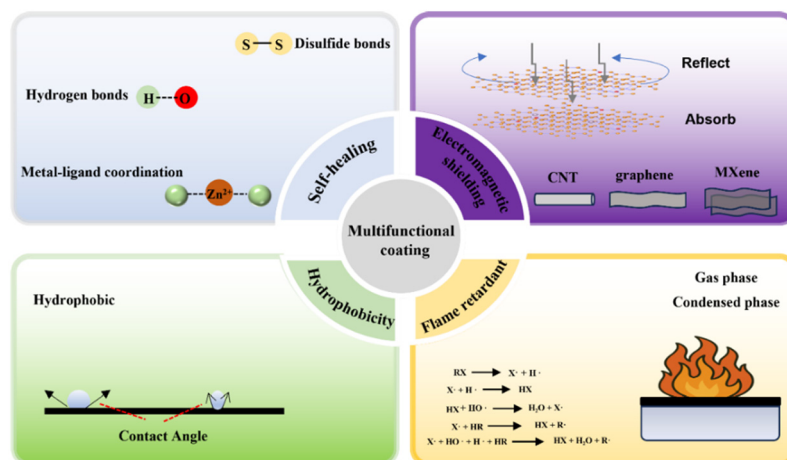 S — S
Disulfide bonds
Hydrogen bonds
H ---- O
Metal-ligand coordination
Zn²⁺
Reflect
Absorb
CNT
graphene
MXene
Self-healing
Electromagnetic
shielding
Multifunctional
coating
Hydrophobicity
Flame retardant
Hydrophobic
Contact Angle
Gas phase
Condensed phase
RX → X· + H·
X· + H· → HX
HX + HO· → H₂O + X·
X· + HR → HX + R·
X· + HO· + H· + HR → HX + H₂O + R·